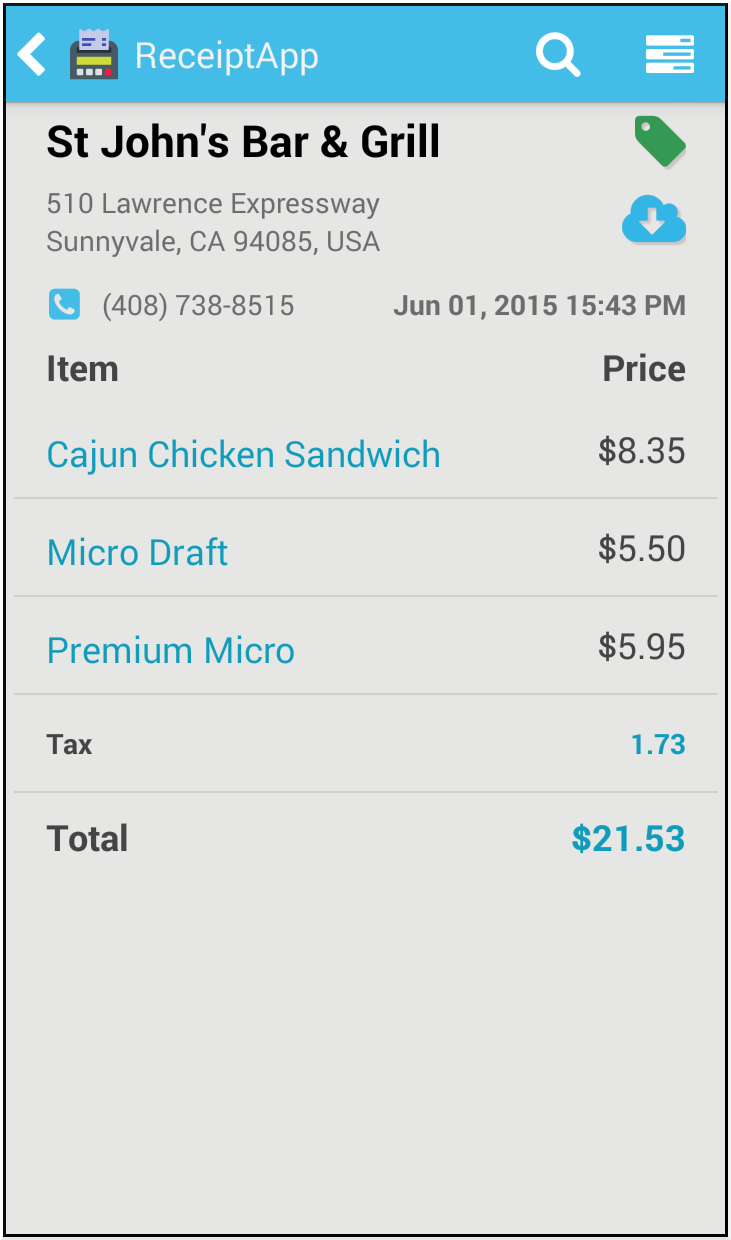 ReceiptApp
St John's Bar & Grill
510 Lawrence Expressway
Sunnyvale, CA 94085, USA
(408) 738-8515 Jun 01, 2015 15:43 PM
Item Price
Cajun Chicken Sandwich $8.35
Micro Draft $5.50
Premium Micro $5.95
Tax 1.73
Total $21.53